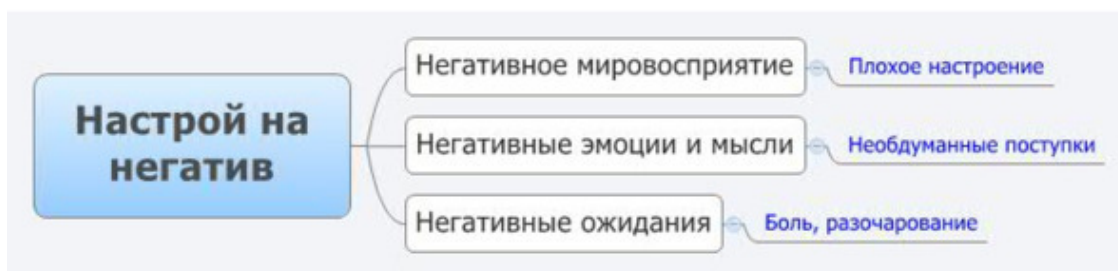 Настрой на
негатив
Негативное мировосприятие
Плохое настроение
Негативные эмоции и мысли
Необдуманные поступки
Негативные ожидания
Боль, разочарование